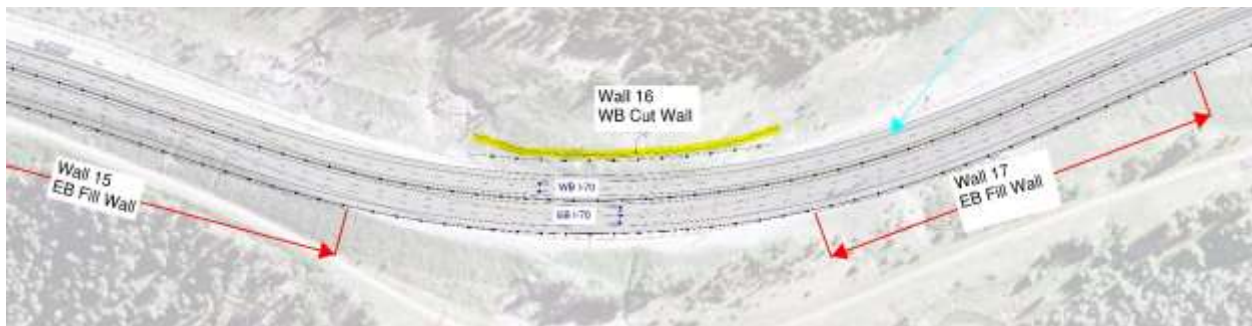 Wall 16
WB Cut Wall
Wall 15
EB Fill Wall
Wall 17
EB Fill Wall
WB I-70
EB I-70